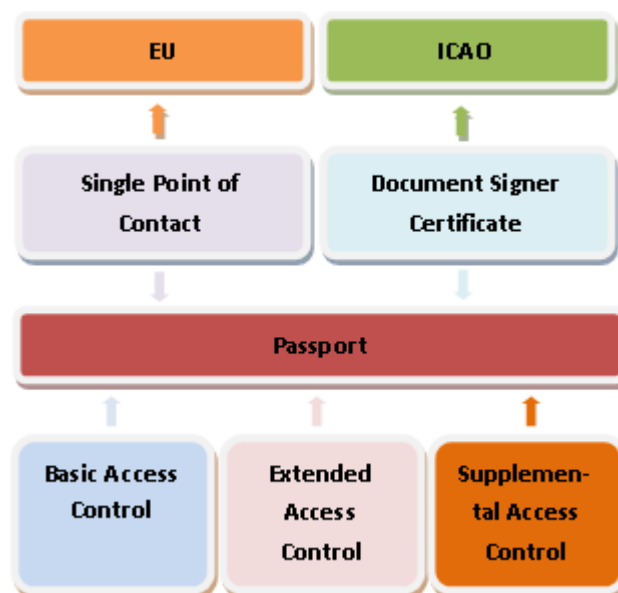 EU
ICAO
Single Point of
Contact
Document Signer
Certificate
Passport
Basic Access
Control
Extended
Access
Control
Supplemen-
tal Access
Control